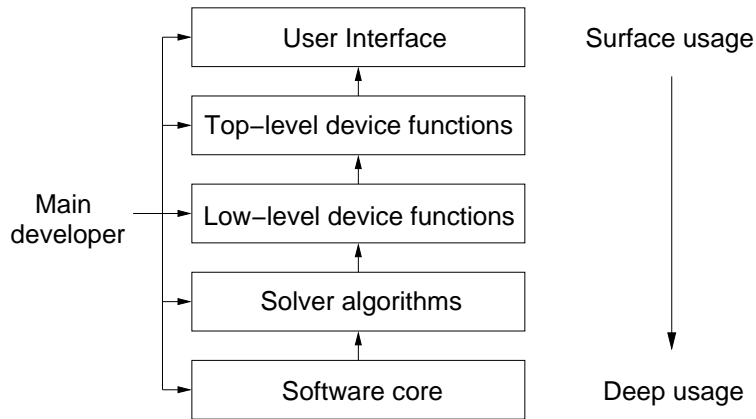 User Interface
Surface usage
Top−level device functions
Main
developer
Low−level device functions
Solver algorithms
Software core
Deep usage